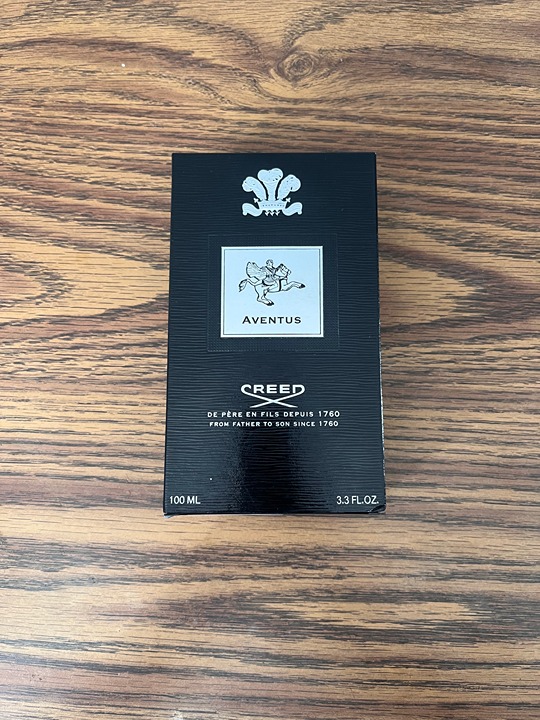 AVENTUS
CREED
DE PÈRE EN FILS DEPUIS 1760
FROM FATHER TO SON SINCE 1760
100 ML 3.3 FL.OZ.